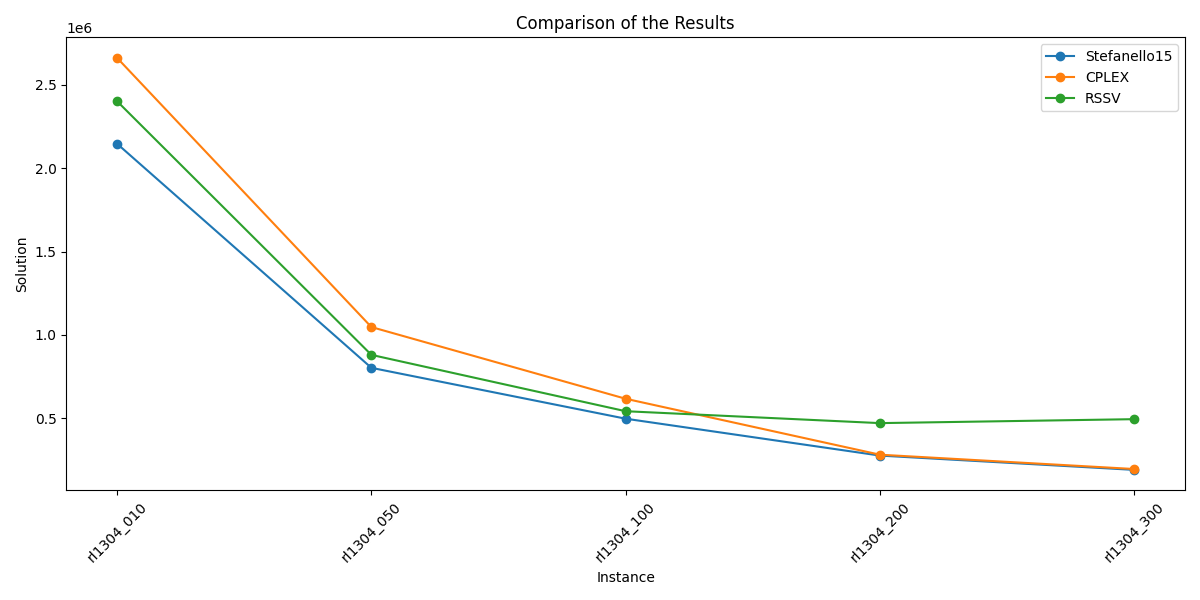 Comparison of the Results
1e6
Stefanello15
CPLEX
RSSV
2.5
2.0
1.5
1.0
0.5
Solution
rl1304_010
rl1304_050
rl1304_100
rl1304_200
rl1304_300
Instance